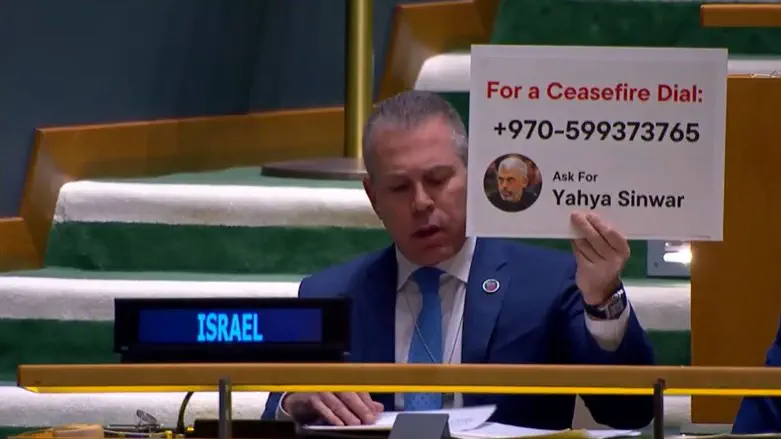 For a Ceasefire Dial:
+970-599373765
Ask For
Yahya Sinwar
ISRAEL